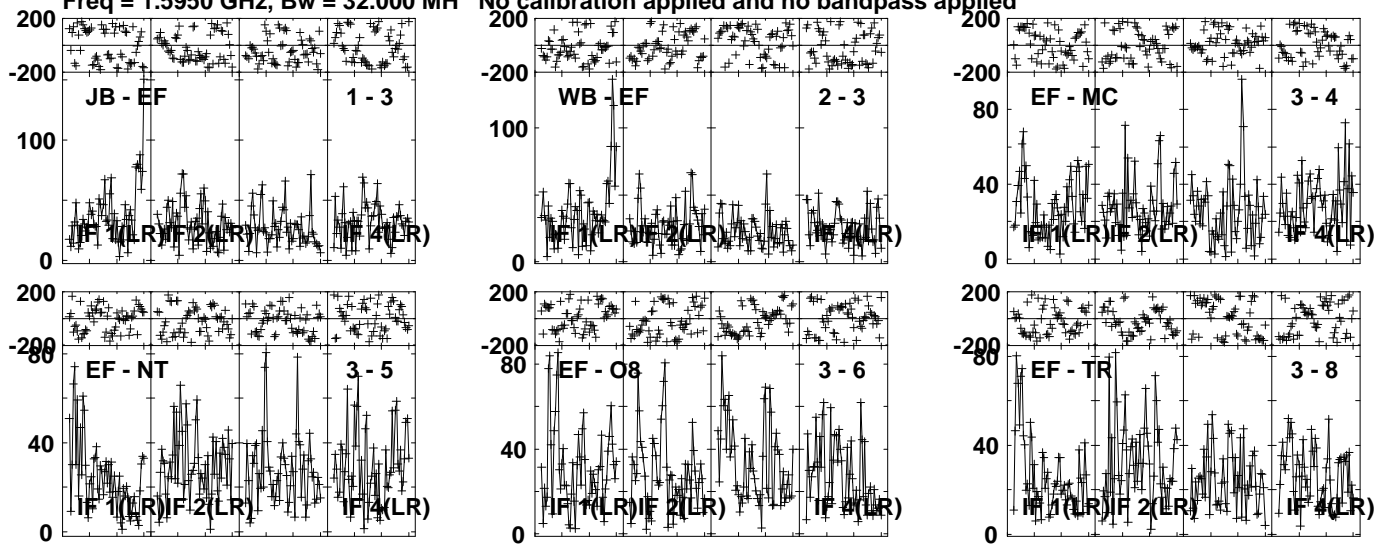 Freq = 1.5950 GHz, Bw = 32.000 MH No calibration applied and no bandpass applied
200
-200
JB - EF 1 - 3
100
IF 1(LR) IF 2(LR) IF 4(LR)
0
200
-200
WB - EF 2 - 3
100
IF 1(LR) IF 2(LR) IF 4(LR)
0
200
-200
EF - MC 3 - 4
80
40
IF 1(LR) IF 2(LR) IF 4(LR)
0
200
-200
80
EF - NT 3 - 5
40
IF 1(LR) IF 2(LR) IF 4(LR)
0
200
-200
80
EF - O8 3 - 6
40
IF 1(LR) IF 2(LR) IF 4(LR)
0
200
-200
80
EF - TR 3 - 8
40
IF 1(LR) IF 2(LR) IF 4(LR)
0